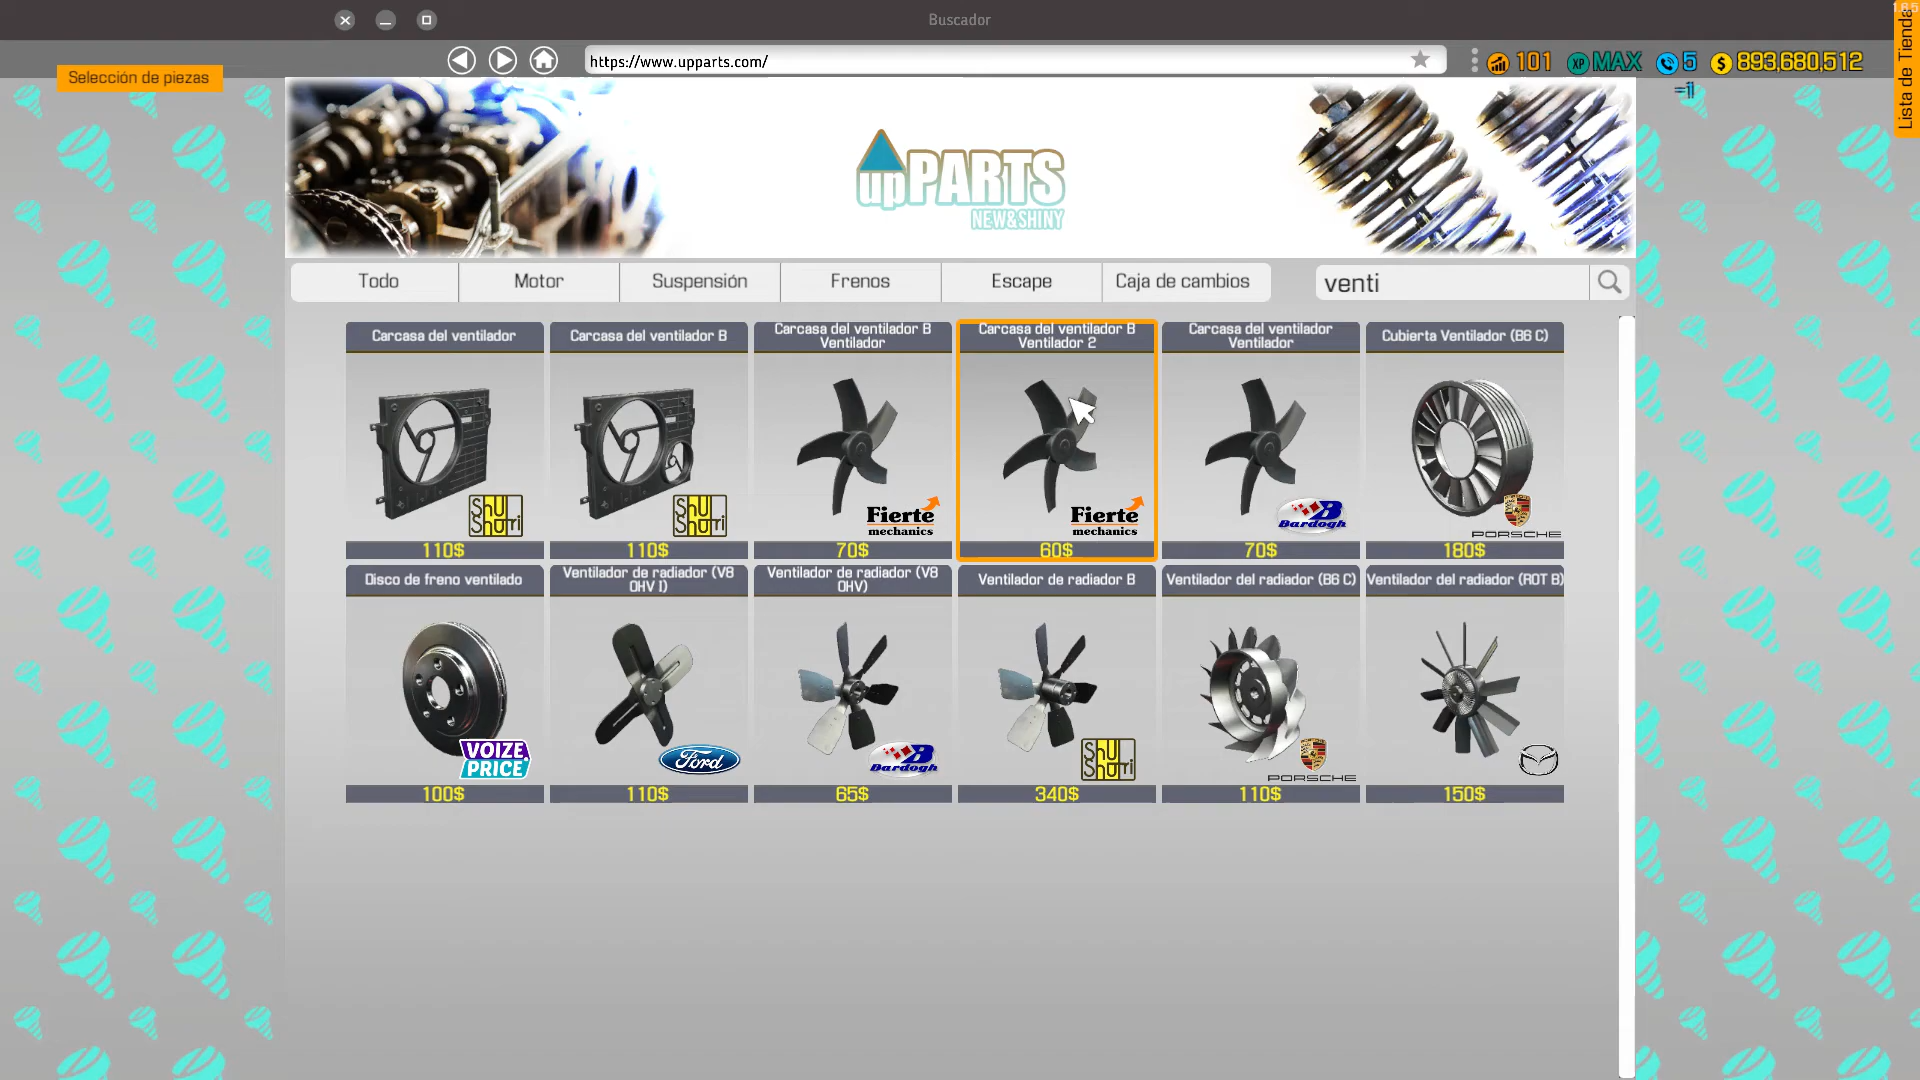 Buscador
Selección de piezas
https://www.upparts.com/
101
XP MAX
5
$ 893,680,512
-1
Lista de Tienda
upPARTS
NEW&SHINY
Todo
Motor
Suspensión
Frenos
Escape
Caja de cambios
venti
Carcasa del ventilador
Shu
Shuri
110$
Carcasa del ventilador B
Shu
Shuri
110$
Carcasa del ventilador B
Ventilador
Fierte
mechanics
70$
Carcasa del ventilador B
Ventilador 2
Fierte
mechanics
60$
Carcasa del ventilador
Ventilador
Bardogh
70$
Cubierta Ventilador (B6 C)
PORSCHE
180$
Disco de freno ventilado
VOIZE
PRICE
100$
Ventilador de radiador (V8
OHV I)
Ford
110$
Ventilador de radiador (V8
OHV)
Bardogh
65$
Ventilador de radiador B
Shu
Shuri
340$
Ventilador del radiador (B6 C)
PORSCHE
110$
Ventilador del radiador (ROT B)
150$